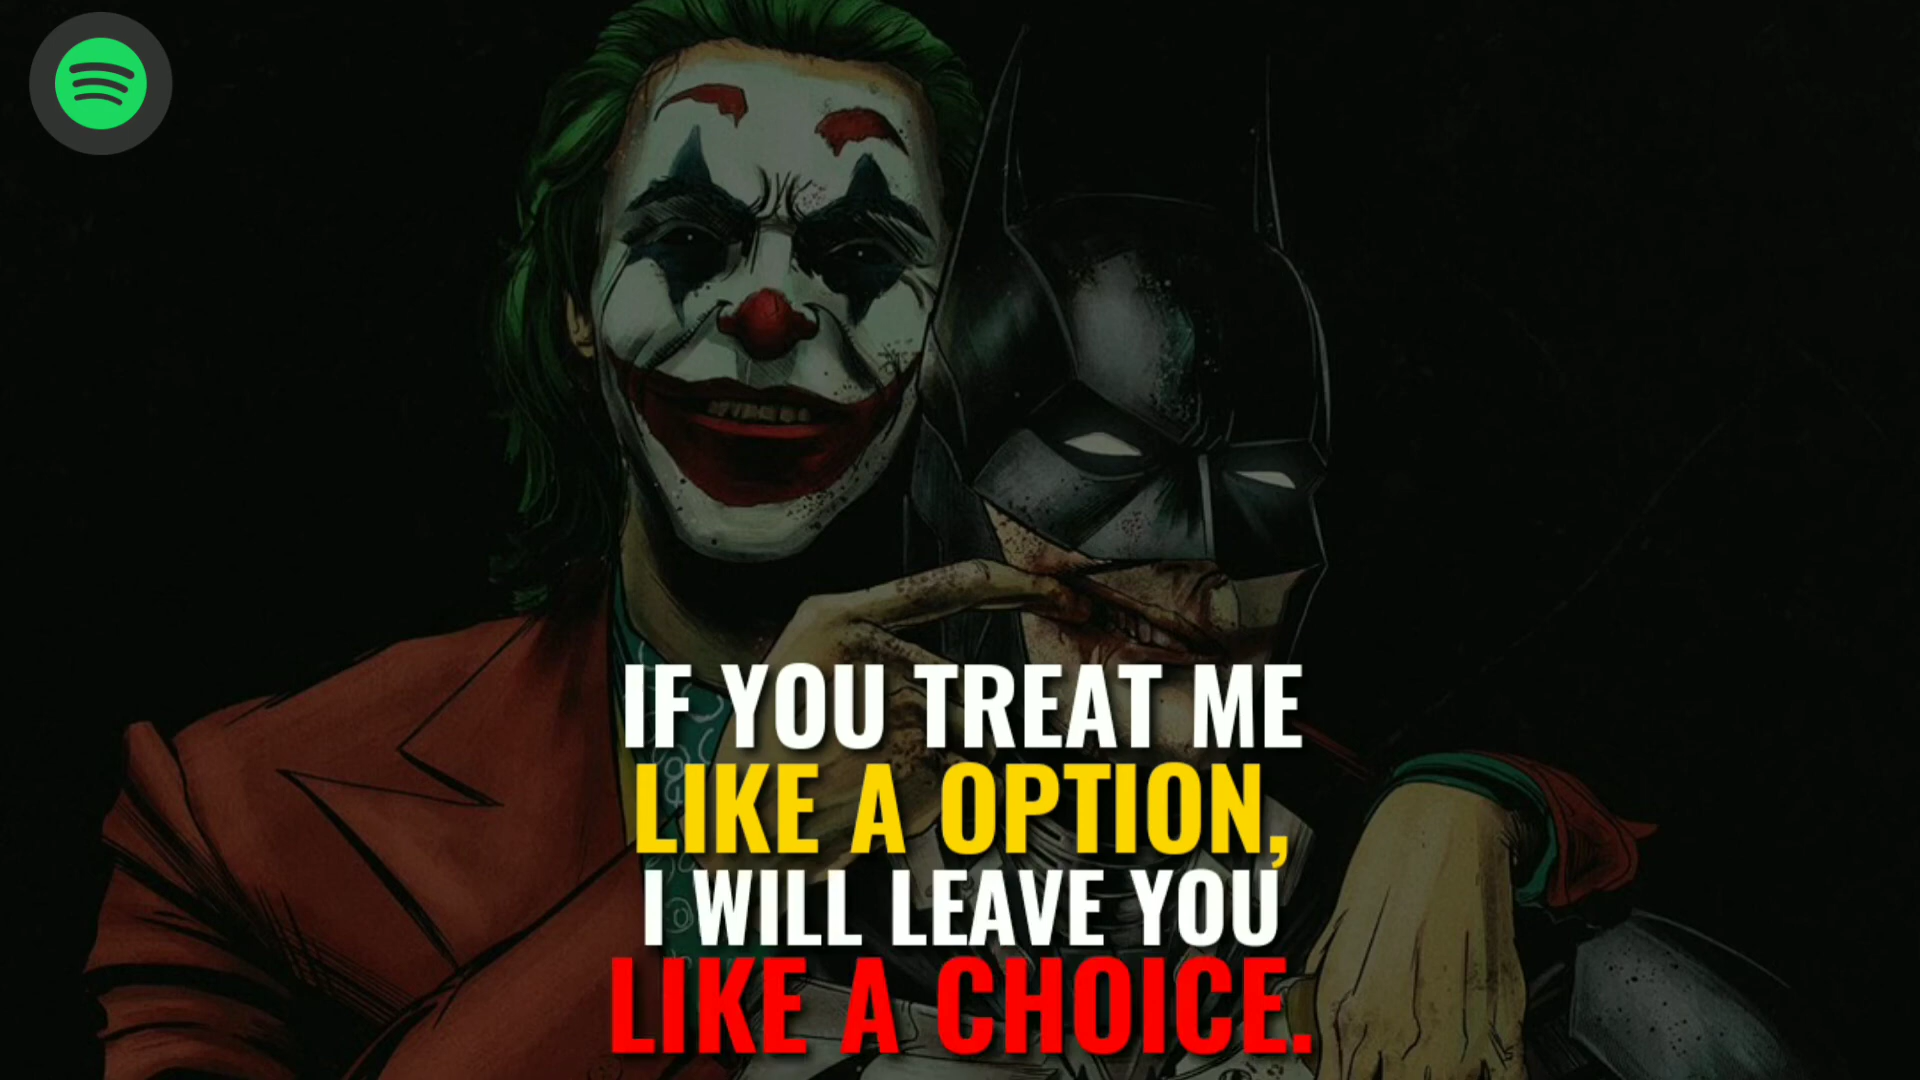 IF YOU TREAT ME
LIKE A OPTION,
I WILL LEAVE YOU
LIKE A CHOICE.